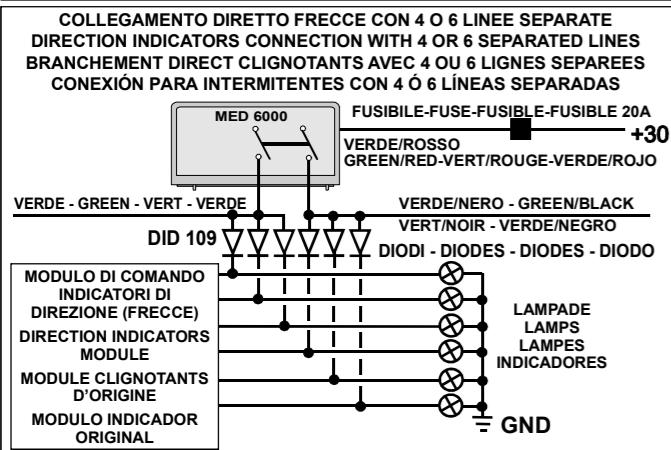 COLLEGAMENTO DIRETTO FRECCE CON 4 O 6 LINEE SEPARATE
DIRECTION INDICATORS CONNECTION WITH 4 OR 6 SEPARATED LINES
BRANCHEMENT DIRECT CLIGNOTANTS AVEC 4 OU 6 LIGNES SEPAREES
CONEXIÓN PARA INTERMITENTES CON 4 Ó 6 LÍNEAS SEPARADAS
MED 6000
FUSIBILE-FUSE-FUSIBLE-FUSIBLE 20A
+30
VERDE/ROSSO
GREEN/RED-VERT/ROUGE-VERDE/ROJO
VERDE - GREEN - VERT - VERDE
VERDE/NERO - GREEN/BLACK
VERT/NOIR - VERDE/NEGRO
DID 109
DIODI - DIODES - DIODES - DIODO
MODULO DI COMANDO
INDICATORI DI
DIREZIONE (FRECCE)
DIRECTION INDICATORS
MODULE
MODULE CLIGNOTANTS
D'ORIGINE
MODULO INDICADOR
ORIGINAL
LAMPADE
LAMPS
LAMPES
INDICADORES
GND